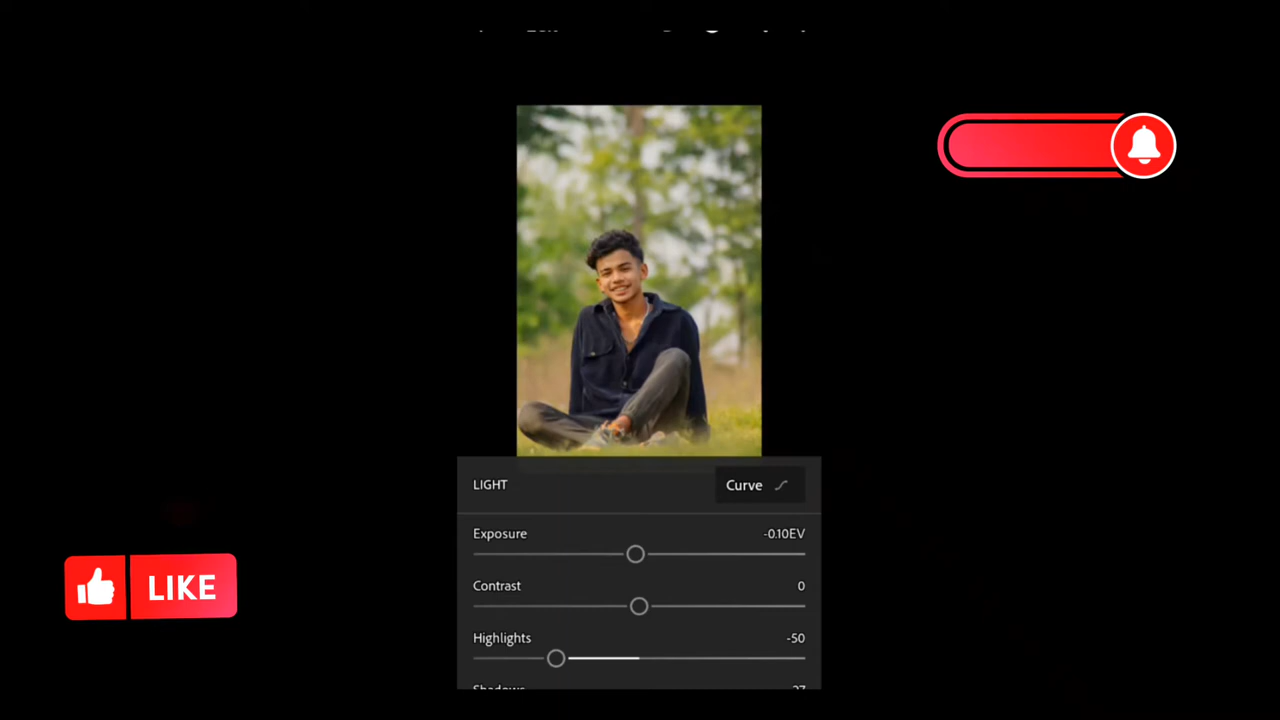 LIGHT
Curve
Exposure
-0.10EV
Contrast
0
Highlights
-50
LIKE